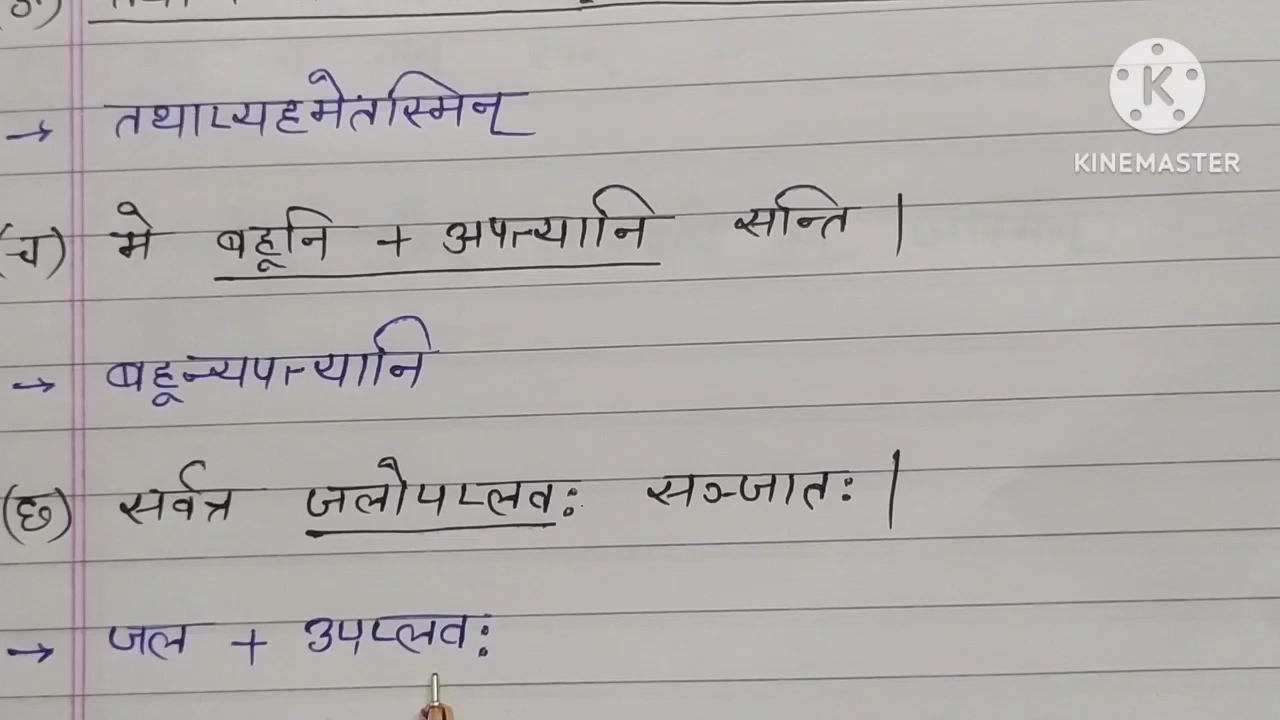 → तथाप्यहमेतस्मिन्
KINEMASTER
(च) मे बहूनि + अपत्यानि सन्ति |
→ बहून्यपत्यानि
(छ) सर्वत्र जलोपप्लवः सञ्जातः |
→ जल + उपप्लवः